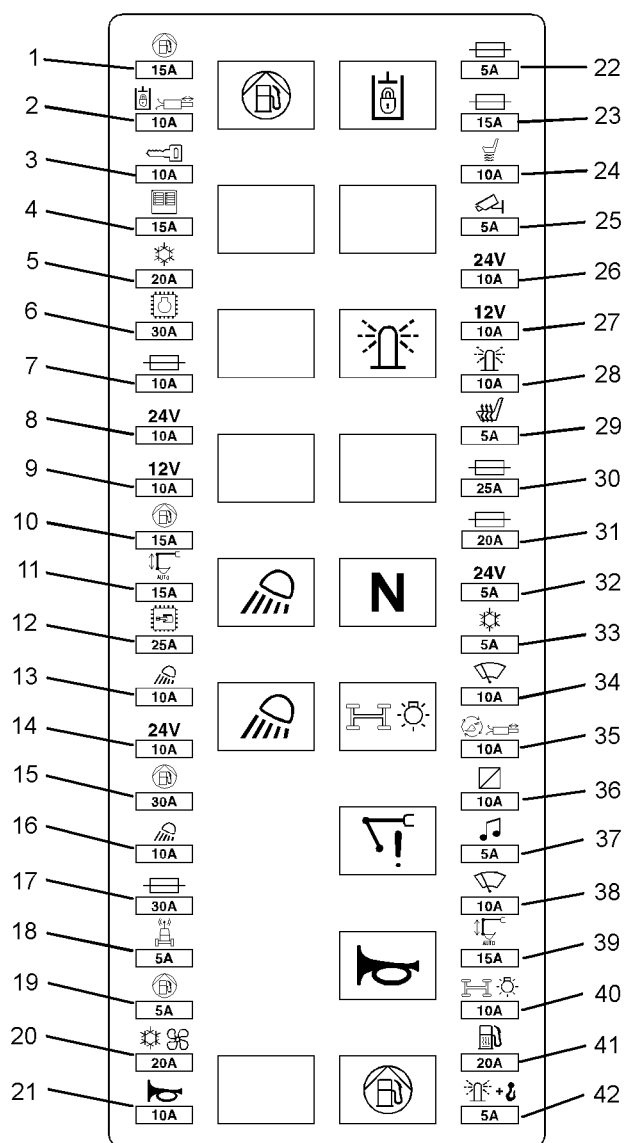 1 15A
2 10A
3 10A
4 15A
5 20A
6 30A
7 10A
8 24V
10A
9 12V
10A
10 15A
11 AUTO
15A
12 25A
13 10A
14 24V
10A
15 30A
16 10A
17 30A
18 5A
19 5A
20 20A
21 10A
N
5A 22
15A 23
10A 24
5A 25
24V
10A 26
12V
10A 27
10A 28
5A 29
25A 30
20A 31
24V
5A 32
5A 33
10A 34
10A 35
10A 36
5A 37
10A 38
AUTO
15A 39
10A 40
20A 41
+
5A 42